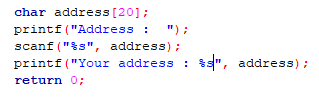 char address[20];
printf("Address :  ");
scanf("%s", address);
printf("Your address : %s", address);
return 0;